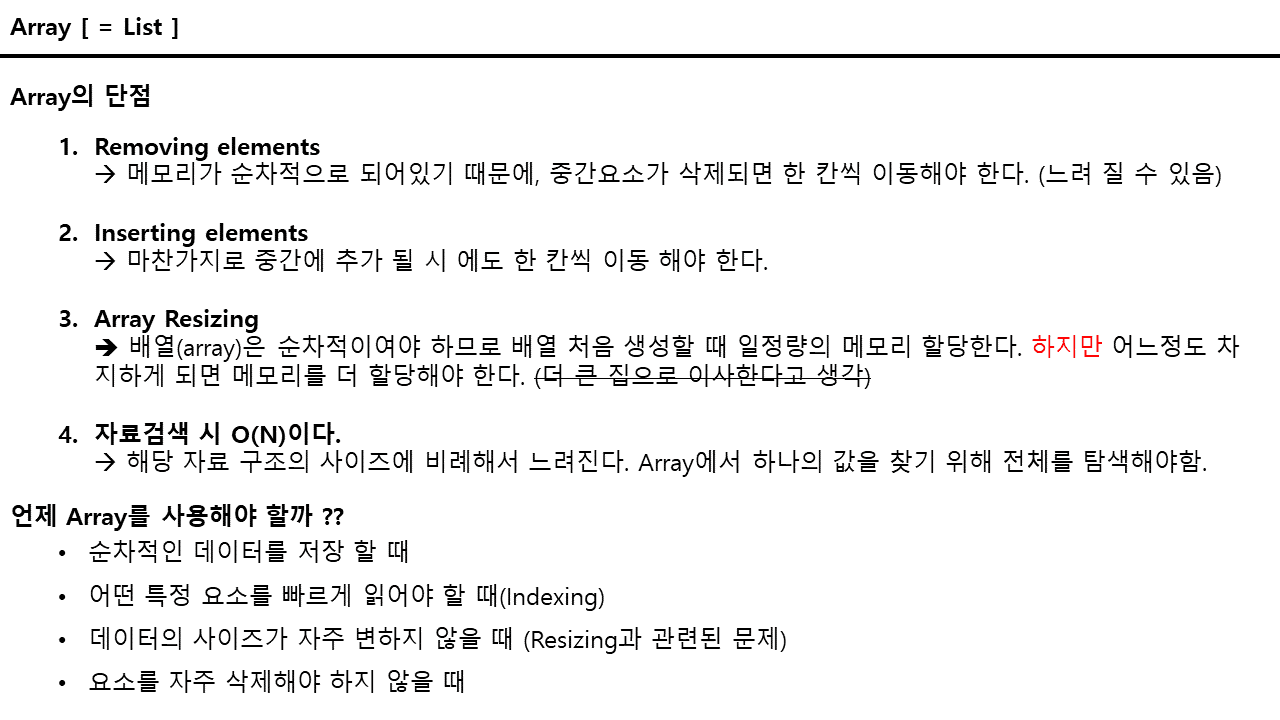 Array [ = List ]
Array의 단점
1. Removing elements
→ 메모리가 순차적으로 되어있기 때문에, 중간요소가 삭제되면 한 칸씩 이동해야 한다. (느려 질 수 있음)
2. Inserting elements
→ 마찬가지로 중간에 추가 될 시 에도 한 칸씩 이동 해야 한다.
3. Array Resizing
➔ 배열(array)은 순차적이여야 하므로 배열 처음 생성할 때 일정량의 메모리 할당한다. 하지만 어느정도 차
지하게 되면 메모리를 더 할당해야 한다. (더 큰 집으로 이사한다고 생각)
4. 자료검색 시 O(N)이다.
→ 해당 자료 구조의 사이즈에 비례해서 느려진다. Array에서 하나의 값을 찾기 위해 전체를 탐색해야함.
언제 Array를 사용해야 할까 ??
• 순차적인 데이터를 저장 할 때
• 어떤 특정 요소를 빠르게 읽어야 할 때(Indexing)
• 데이터의 사이즈가 자주 변하지 않을 때 (Resizing과 관련된 문제)
• 요소를 자주 삭제해야 하지 않을 때